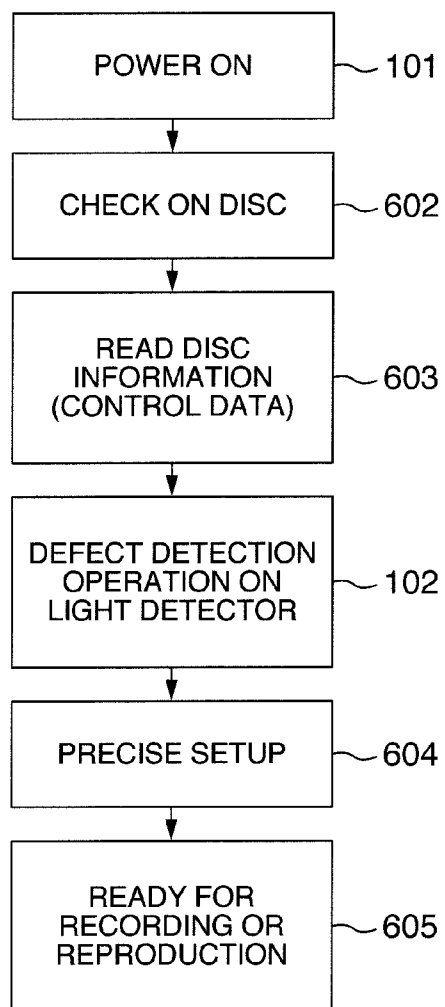 POWER ON 101
CHECK ON DISC 602
READ DISC
INFORMATION
(CONTROL DATA) 603
DEFECT DETECTION
OPERATION ON
LIGHT DETECTOR 102
PRECISE SETUP 604
READY FOR
RECORDING OR
REPRODUCTION 605